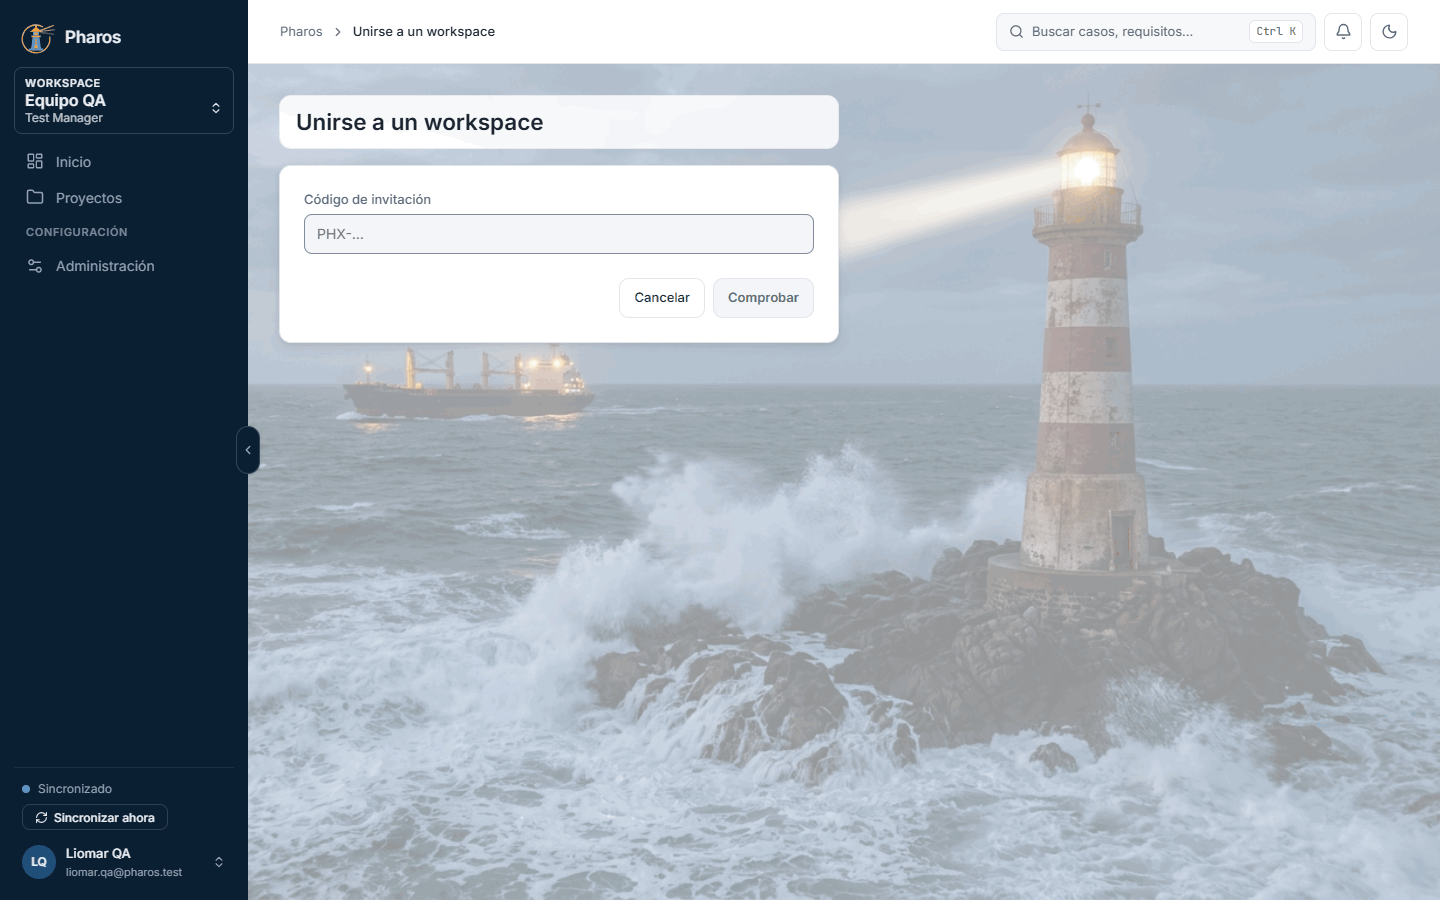 Pharos
WORKSPACE
Equipo QA
Test Manager
Inicio
Proyectos
CONFIGURACIÓN
Administración
Sincronizado
Sincronizar ahora
LQ
Liomar QA
liomar.qa@pharos.test
Pharos
Unirse a un workspace
Buscar casos, requisitos...
Ctrl K
Unirse a un workspace
Código de invitación
PHX-...
Cancelar
Comprobar